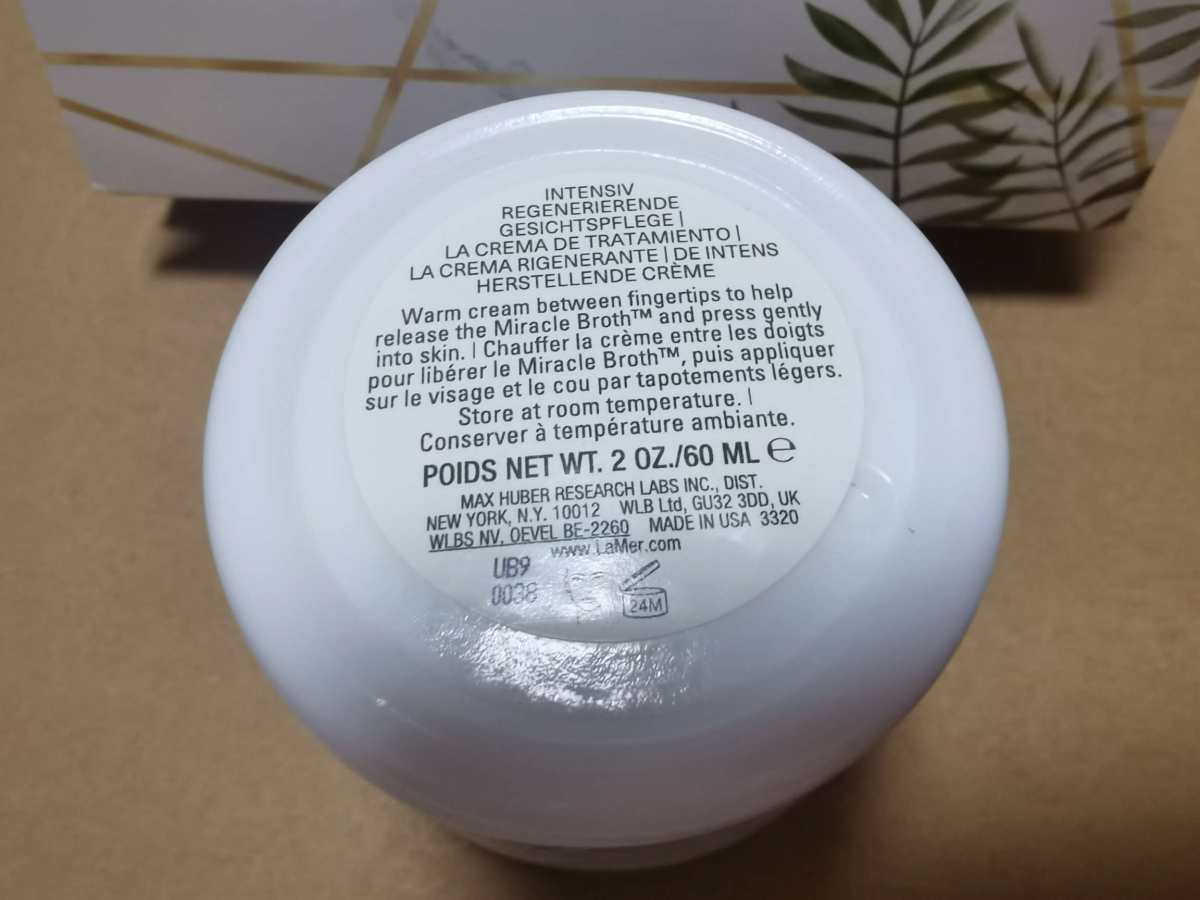 INTENSIV
REGENERIERENDE
GESICHTSPFLEGE |
LA CREMA DE TRATAMIENTO |
LA CREMA RIGENERANTE | DE INTENS
HERSTELLENDE CRÈME
Warm cream between fingertips to help
release the Miracle Broth™ and press gently
into skin. | Chauffer la crème entre les doigts
pour libérer le Miracle Broth™, puis appliquer
sur le visage et le cou par tapotements légers.
Store at room temperature. |
Conserver à température ambiante.
POIDS NET WT. 2 OZ./60 ML ℮
MAX HUBER RESEARCH LABS INC., DIST.
NEW YORK, N.Y. 10012 WLB Ltd, GU32 3DD, UK
WLBS NV, OEVEL BE-2260 MADE IN USA 3320
www.LaMer.com
UB9
0038
24M